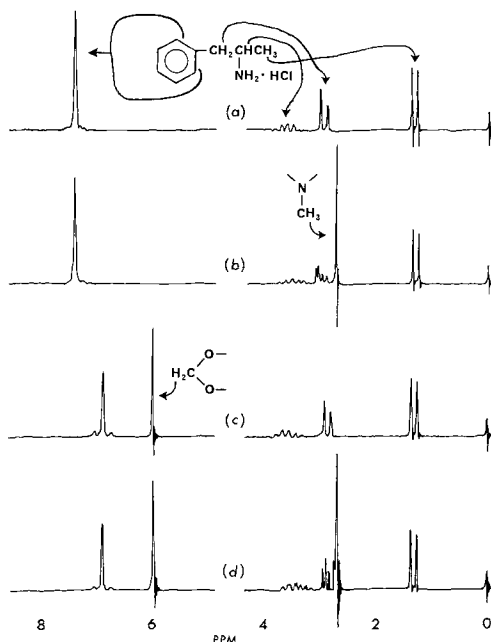 CH₂CHCH₃
NH₂· HCl
(a)
N
CH₃
(b)
H₂C
O
O
(c)
(d)
8 6 4 2 0
PPM